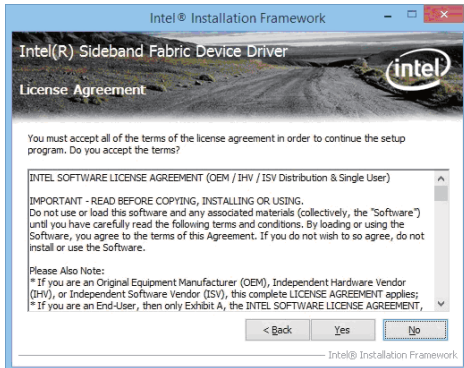 Intel® Installation Framework
Intel(R) Sideband Fabric Device Driver
intel
License Agreement
You must accept all of the terms of the license agreement in order to continue the setup
program. Do you accept the terms?
INTEL SOFTWARE LICENSE AGREEMENT (OEM / IHV / ISV Distribution & Single User)
IMPORTANT - READ BEFORE COPYING, INSTALLING OR USING.
Do not use or load this software and any associated materials (collectively, the "Software")
until you have carefully read the following terms and conditions. By loading or using the
Software, you agree to the terms of this Agreement. If you do not wish to so agree, do not
install or use the Software.
Please Also Note:
* If you are an Original Equipment Manufacturer (OEM), Independent Hardware Vendor
(IHV), or Independent Software Vendor (ISV), this complete LICENSE AGREEMENT applies;
* If you are an End-User, then only Exhibit A, the INTEL SOFTWARE LICENSE AGREEMENT,
< Back Yes No
Intel® Installation Framework